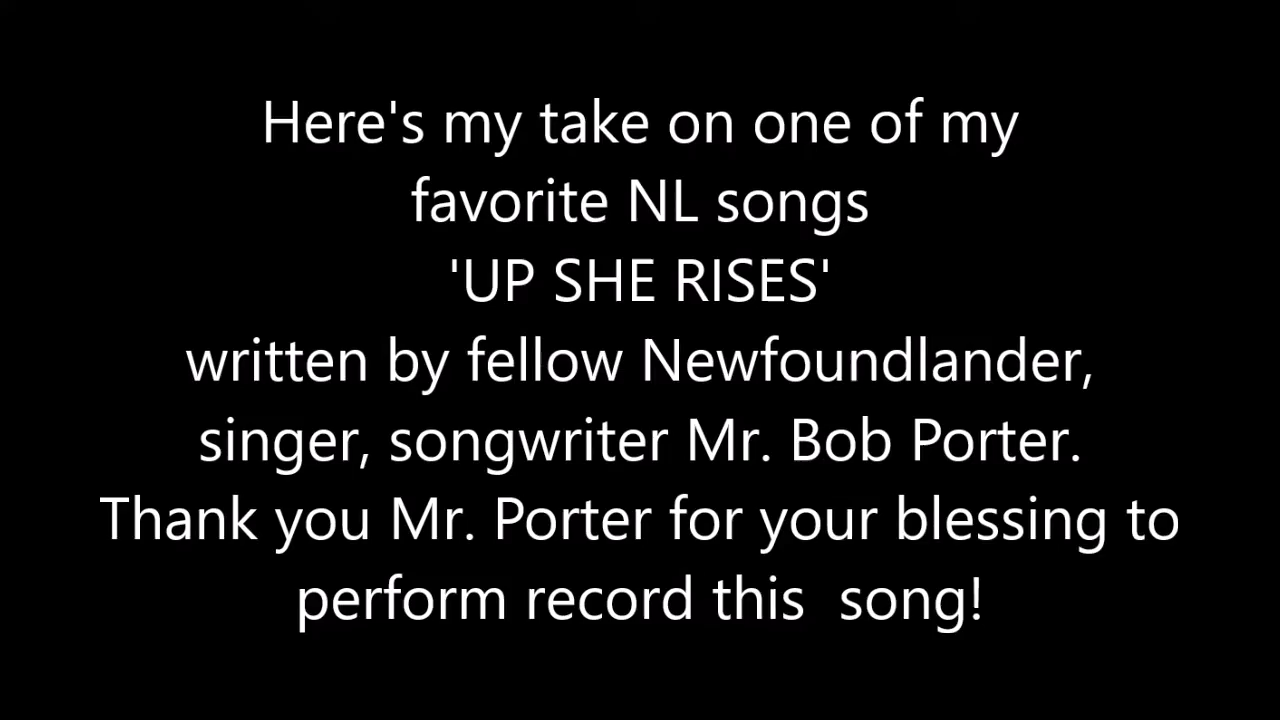 Here's my take on one of my
favorite NL songs
'UP SHE RISES'
written by fellow Newfoundlander,
singer, songwriter Mr. Bob Porter.
Thank you Mr. Porter for your blessing to
perform record this  song!